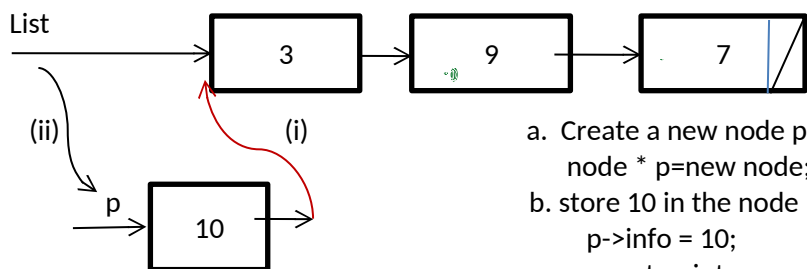 List
3
9
7
(ii)
(i)
p
10
a. Create a new node p
node * p=new node;
b. store 10 in the node
p->info = 10;